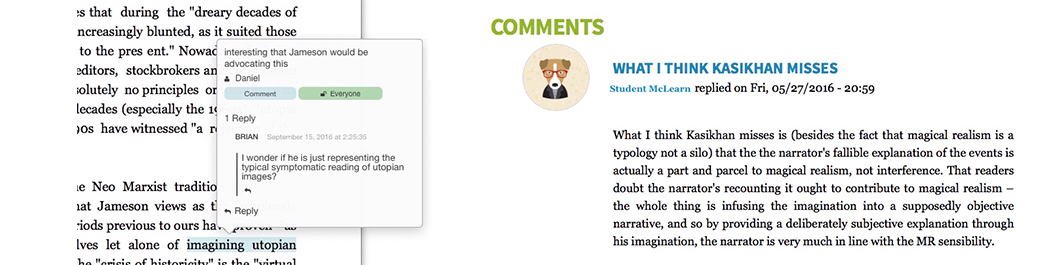 es that during the "dreary decades of
ncreasingly blunted, as it suited those
to the pres ent." Nowad
editors, stockbrokers an
solutely no principles or
decades (especially the 19
90s have witnessed "a r
interesting that Jameson would be
advocating this
Daniel
Comment
Everyone
1 Reply
BRIAN September 15, 2016 at 2:25:35
I wonder if he is just representing the
typical symptomatic reading of utopian
images?
Reply
e Neo Marxist traditio
at Jameson views as th
riods previous to ours hav
lves let alone of imagining utopian
he "crisis of historicity" is the "virtual
COMMENTS
WHAT I THINK KASIKHAN MISSES
Student McLearn replied on Fri, 05/27/2016 - 20:59
What I think Kasikhan misses is (besides the fact that magical realism is a
typology not a silo) that the the narrator's fallible explanation of the events is
actually a part and parcel to magical realism, not interference. That readers
doubt the narrator's recounting it ought to contribute to magical realism –
the whole thing is infusing the imagination into a supposedly objective
narrative, and so by providing a deliberately subjective explanation through
his imagination, the narrator is very much in line with the MR sensibility.